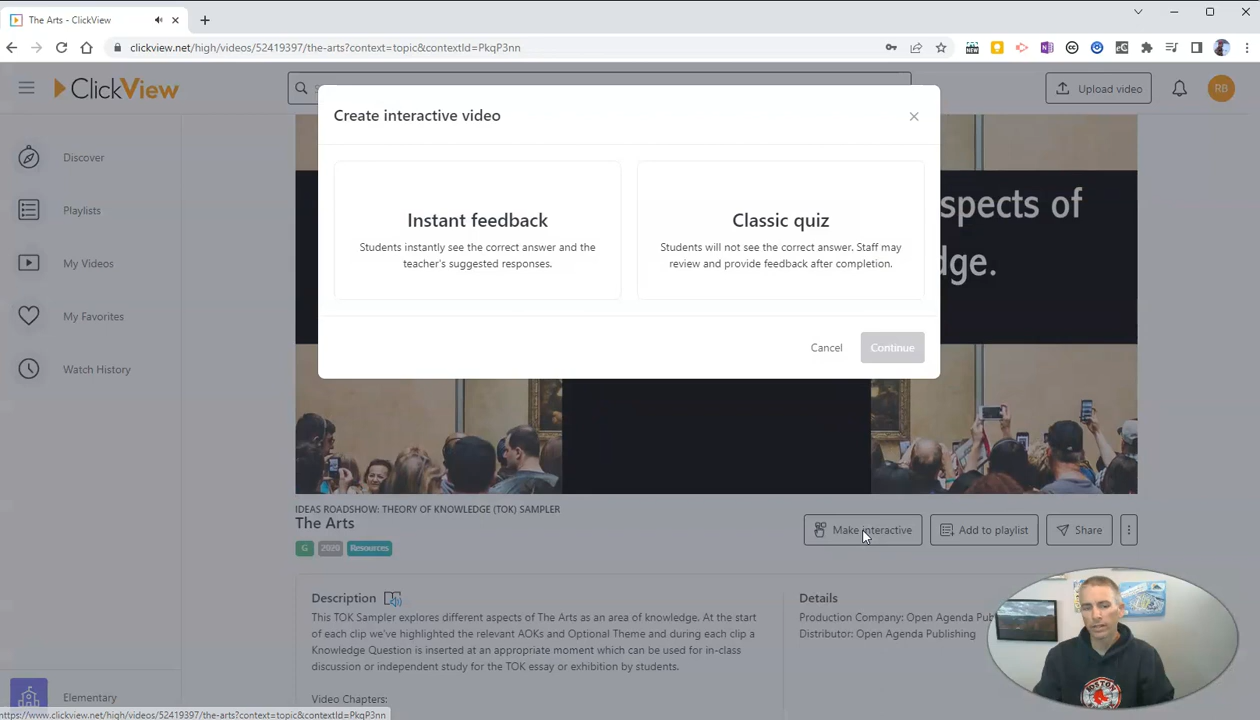 The Arts - ClickView
clickview.net/high/videos/52419397/the-arts?context=topic&contextId=PkqP3nn
ClickView
Upload video
RB
Create interactive video
Instant feedback
Students instantly see the correct answer and the
teacher's suggested responses.
Classic quiz
Students will not see the correct answer. Staff may
review and provide feedback after completion.
Cancel
Continue
spects of
dge.
Discover
Playlists
My Videos
My Favorites
Watch History
Elementary
IDEAS ROADSHOW: THEORY OF KNOWLEDGE (TOK) SAMPLER
The Arts
G
2020
Resources
Make interactive
Add to playlist
Share
Description
This TOK Sampler explores different aspects of The Arts as an area of knowledge. At the start
of each clip we've highlighted the relevant AOKs and Optional Theme and during each clip a
Knowledge Question is inserted at an appropriate moment which can be used for in-class
discussion or independent study for the TOK essay or exhibition by students.
Video Chapters:
Details
Production Company: Open Agenda Pub
Distributor: Open Agenda Publishing
https://www.clickview.net/high/videos/52419397/the-arts?context=topic&contextId=PkqP3nn